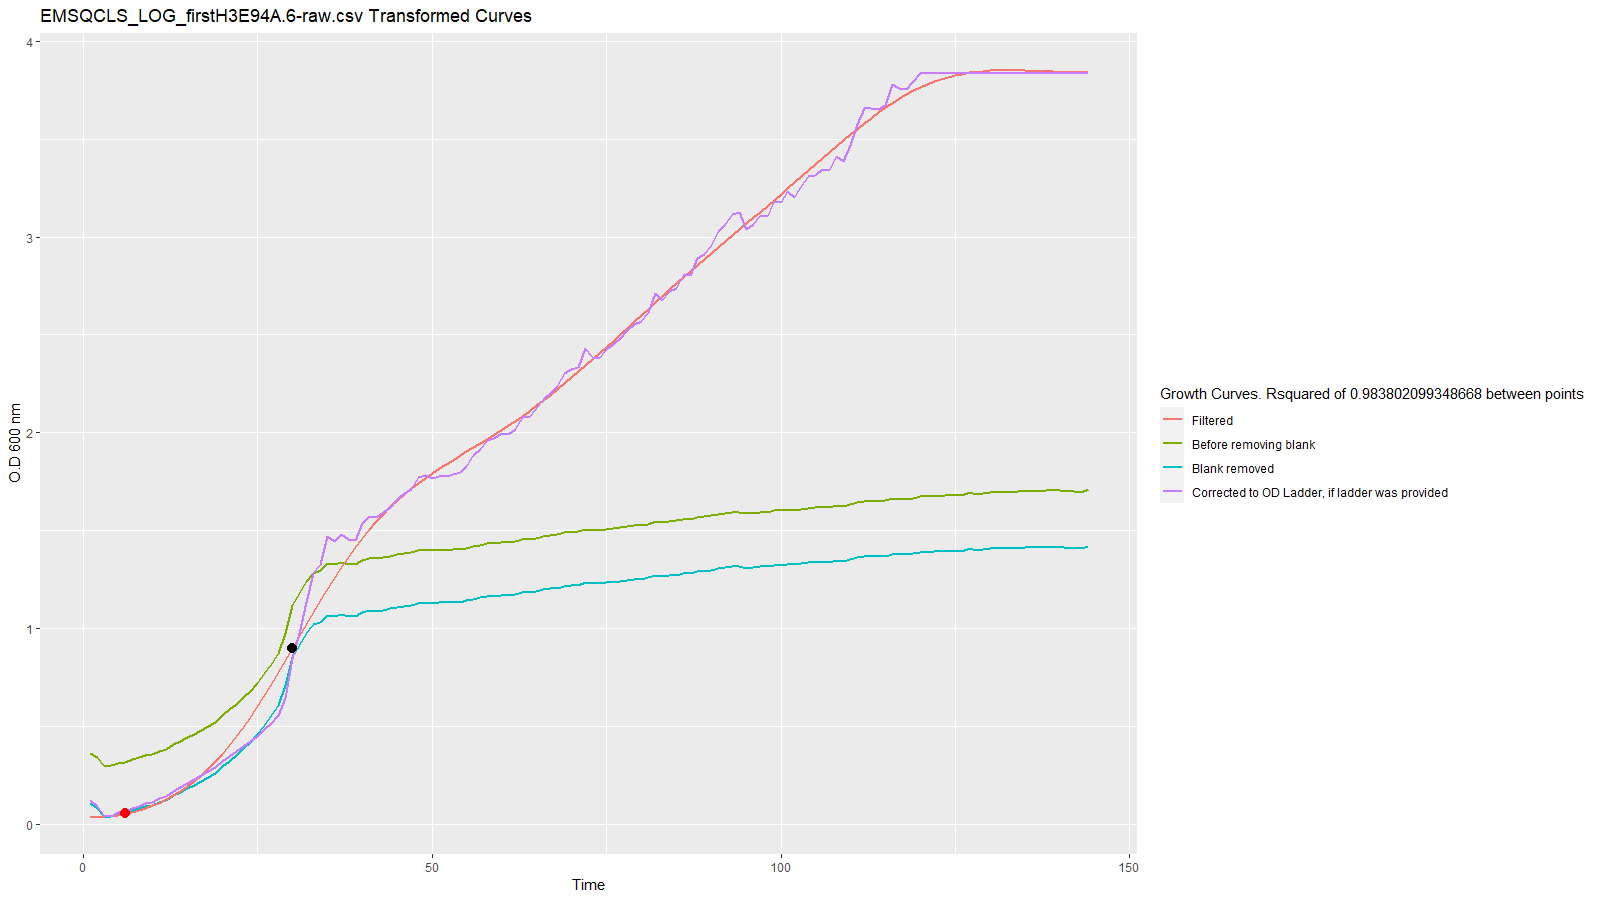 EMSQCLS_LOG_firstH3E94A.6-raw.csv Transformed Curves
4
3
2
1
0
O.D 600 nm
0 50 100 150
Time
Growth Curves. Rsquared of 0.983802099348668 between points
Filtered
Before removing blank
Blank removed
Corrected to OD Ladder, if ladder was provided